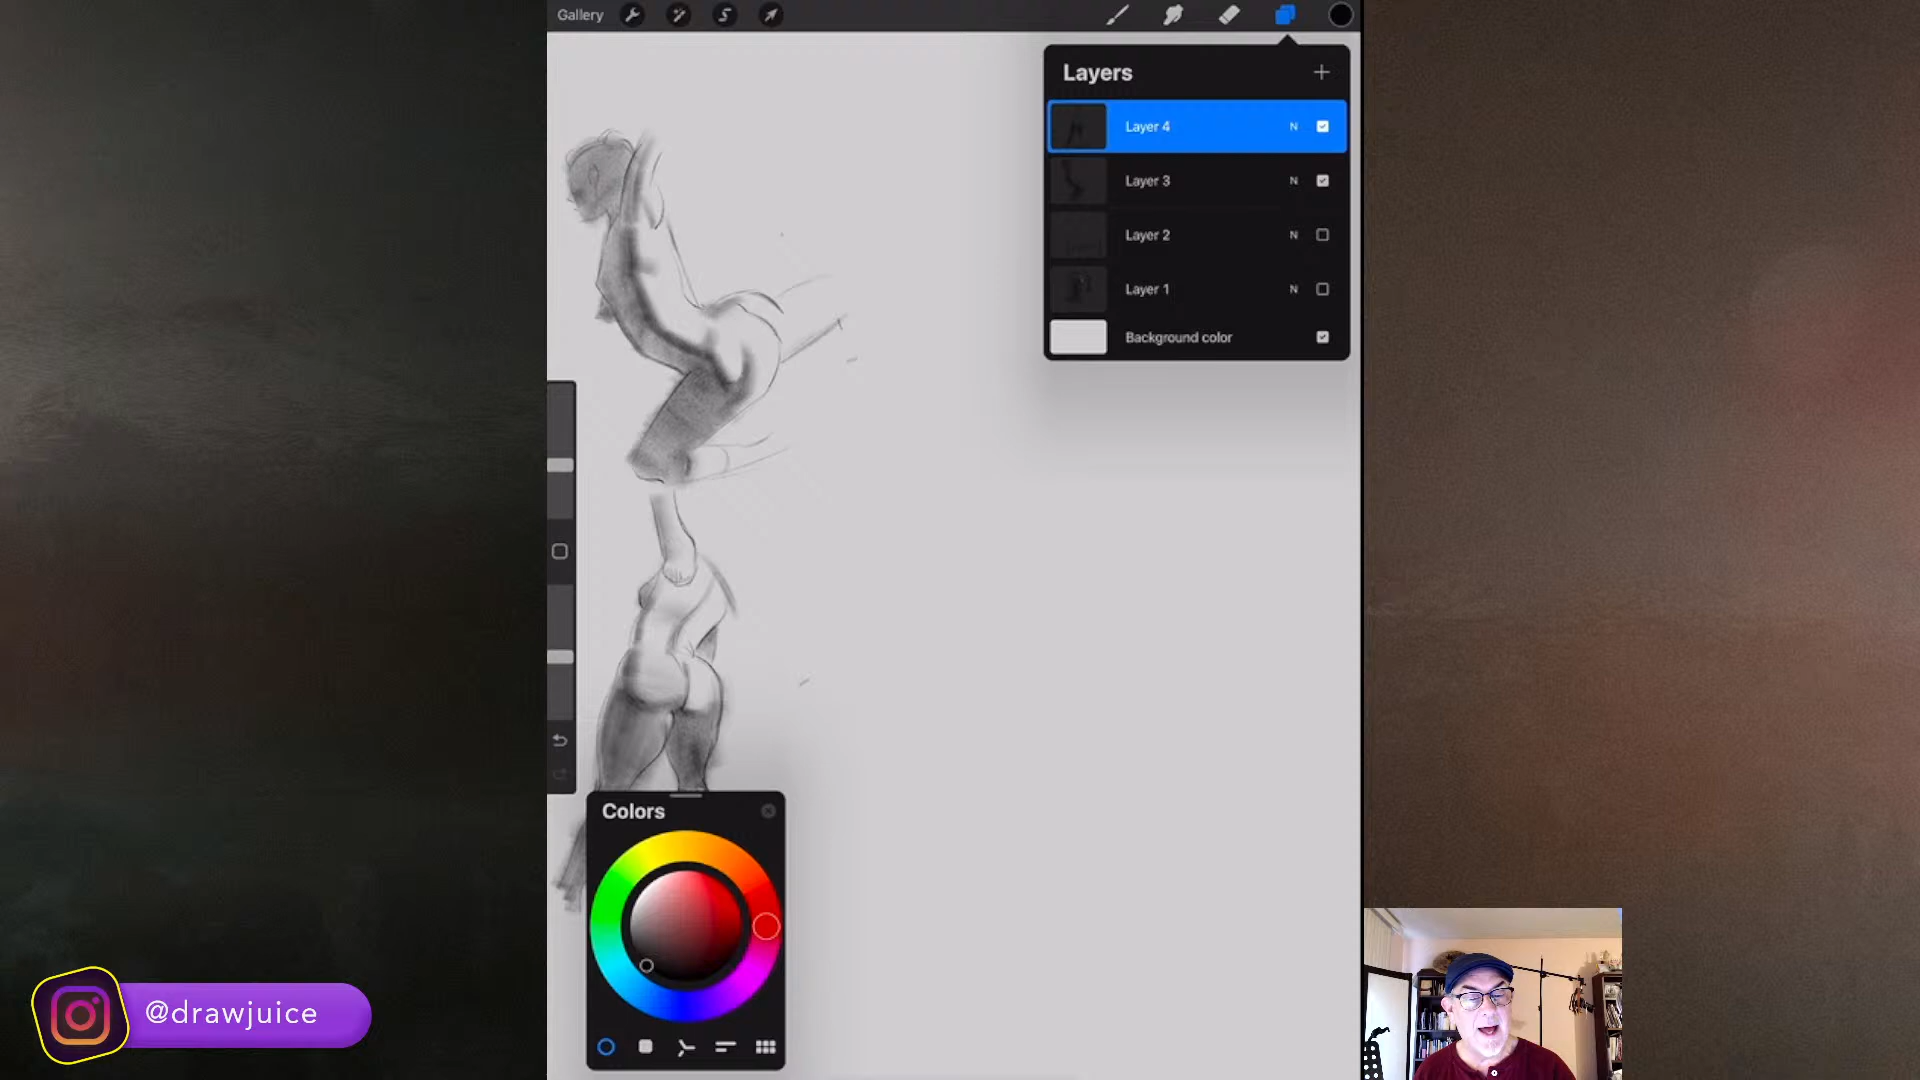 Gallery
Layers
Layer 4 N
Layer 3 N
Layer 2 N
Layer 1 N
Background color
Colors
@drawjuice